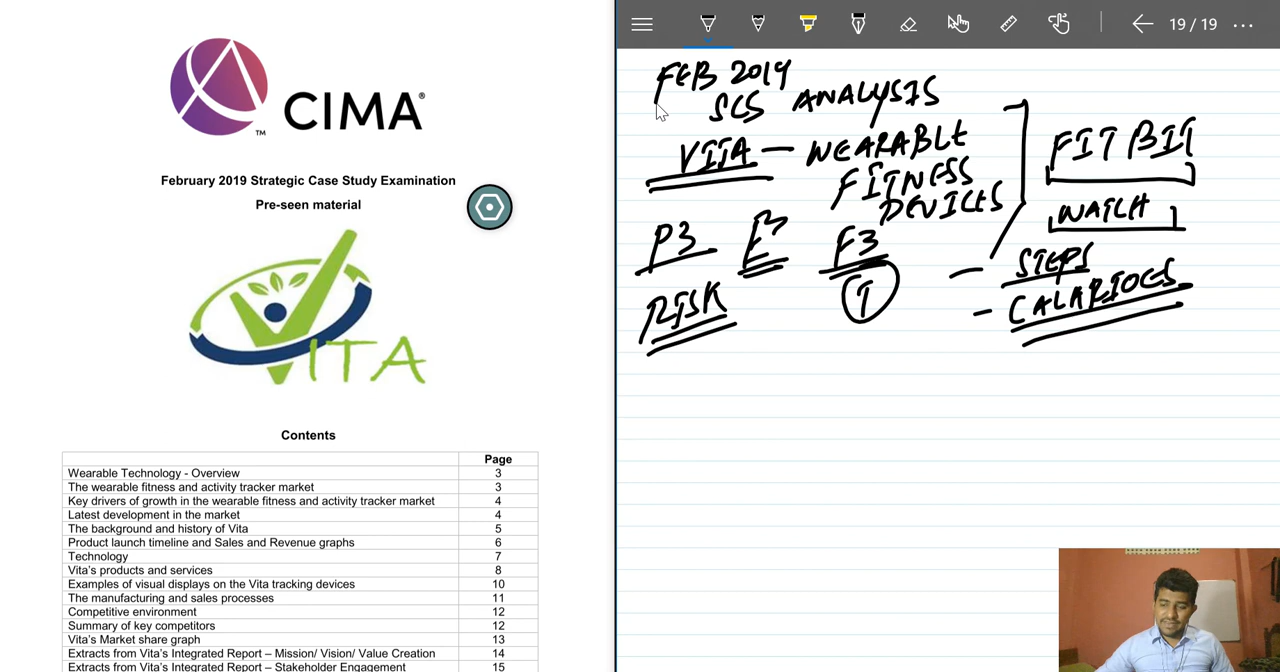 CIMA®
TM
February 2019 Strategic Case Study Examination
Pre-seen material
VITA
Contents
Page
Wearable Technology - Overview 3
The wearable fitness and activity tracker market 3
Key drivers of growth in the wearable fitness and activity tracker market 4
Latest development in the market 4
The background and history of Vita 5
Product launch timeline and Sales and Revenue graphs 6
Technology 7
Vita's products and services 8
Examples of visual displays on the Vita tracking devices 10
The manufacturing and sales processes 11
Competitive environment 12
Summary of key competitors 12
Vita's Market share graph 13
Extracts from Vita's Integrated Report – Mission/ Vision/ Value Creation 14
Extracts from Vita's Integrated Report – Stakeholder Engagement 15
19 / 19
FEB 2019
SCS ANALYSIS
VITA — WEARABLE
FITNESS
DEVICES
FIT BIT
WATCH
P3 E3 F3
- STEPS
RISK
1
- CALARIOES